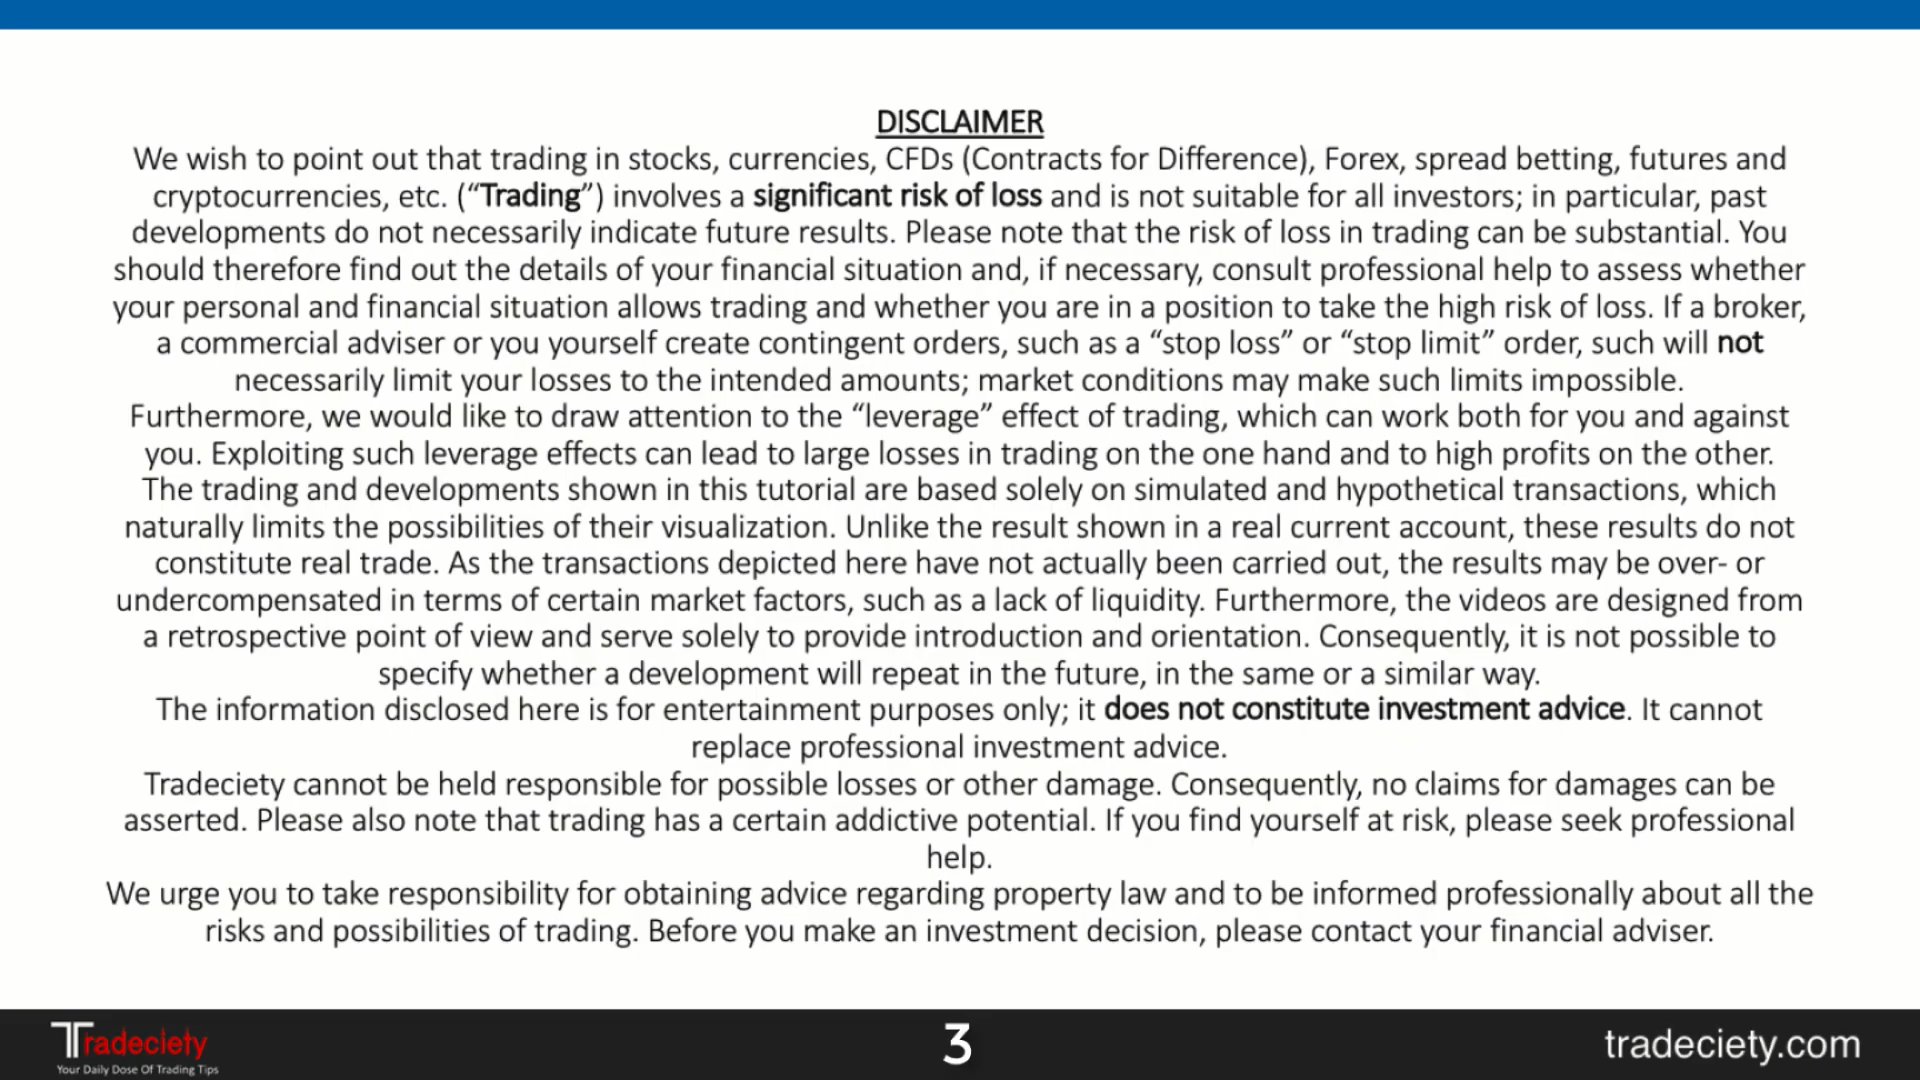 DISCLAIMER
We wish to point out that trading in stocks, currencies, CFDs (Contracts for Difference), Forex, spread betting, futures and
cryptocurrencies, etc. (“Trading”) involves a significant risk of loss and is not suitable for all investors; in particular, past
developments do not necessarily indicate future results. Please note that the risk of loss in trading can be substantial. You
should therefore find out the details of your financial situation and, if necessary, consult professional help to assess whether
your personal and financial situation allows trading and whether you are in a position to take the high risk of loss. If a broker,
a commercial adviser or you yourself create contingent orders, such as a “stop loss” or “stop limit” order, such will not
necessarily limit your losses to the intended amounts; market conditions may make such limits impossible.
Furthermore, we would like to draw attention to the “leverage” effect of trading, which can work both for you and against
you. Exploiting such leverage effects can lead to large losses in trading on the one hand and to high profits on the other.
The trading and developments shown in this tutorial are based solely on simulated and hypothetical transactions, which
naturally limits the possibilities of their visualization. Unlike the result shown in a real current account, these results do not
constitute real trade. As the transactions depicted here have not actually been carried out, the results may be over- or
undercompensated in terms of certain market factors, such as a lack of liquidity. Furthermore, the videos are designed from
a retrospective point of view and serve solely to provide introduction and orientation. Consequently, it is not possible to
specify whether a development will repeat in the future, in the same or a similar way.
The information disclosed here is for entertainment purposes only; it does not constitute investment advice. It cannot
replace professional investment advice.
Tradeciety cannot be held responsible for possible losses or other damage. Consequently, no claims for damages can be
asserted. Please also note that trading has a certain addictive potential. If you find yourself at risk, please seek professional
help.
We urge you to take responsibility for obtaining advice regarding property law and to be informed professionally about all the
risks and possibilities of trading. Before you make an investment decision, please contact your financial adviser.
Tradeciety
Your Daily Dose Of Trading Tips
3
tradeciety.com